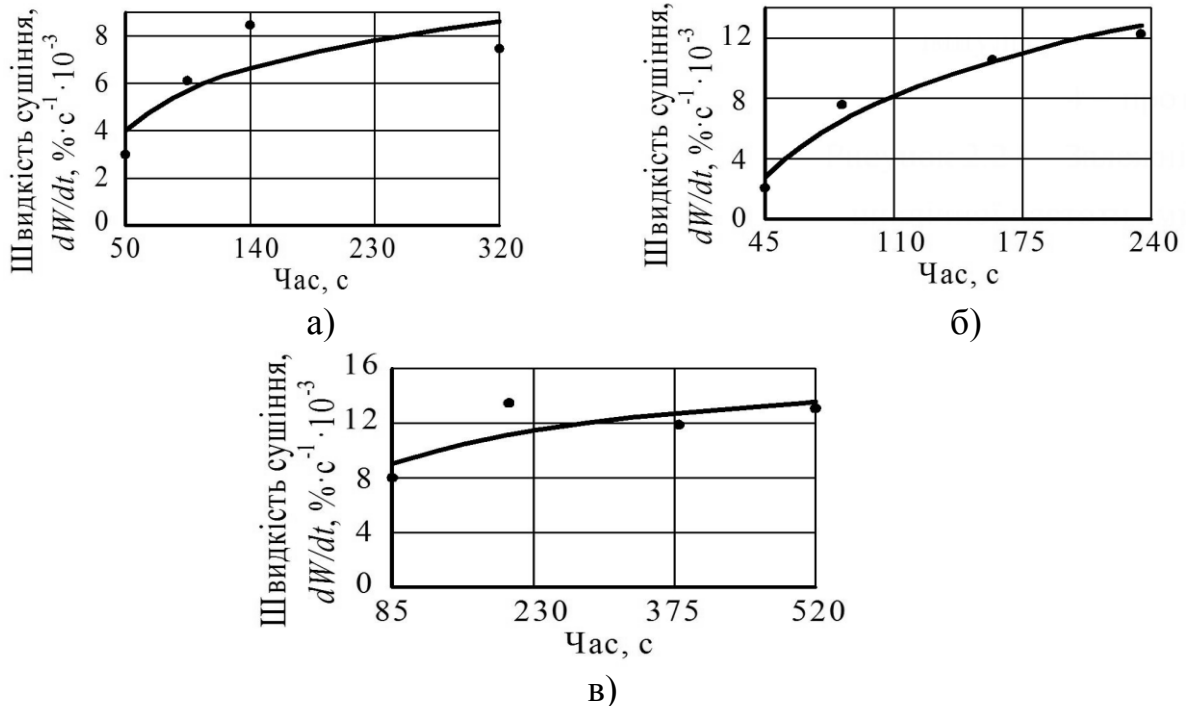 Швидкість сушіння,
dW/dt, %·с⁻¹·10⁻³
8
6
4
2
0
50 140 230 320
Час, с
а)
Швидкість сушіння,
dW/dt, %·с⁻¹·10⁻³
12
8
4
0
45 110 175 240
Час, с
б)
Швидкість сушіння,
dW/dt, %·с⁻¹·10⁻³
16
12
8
4
0
85 230 375 520
Час, с
в)